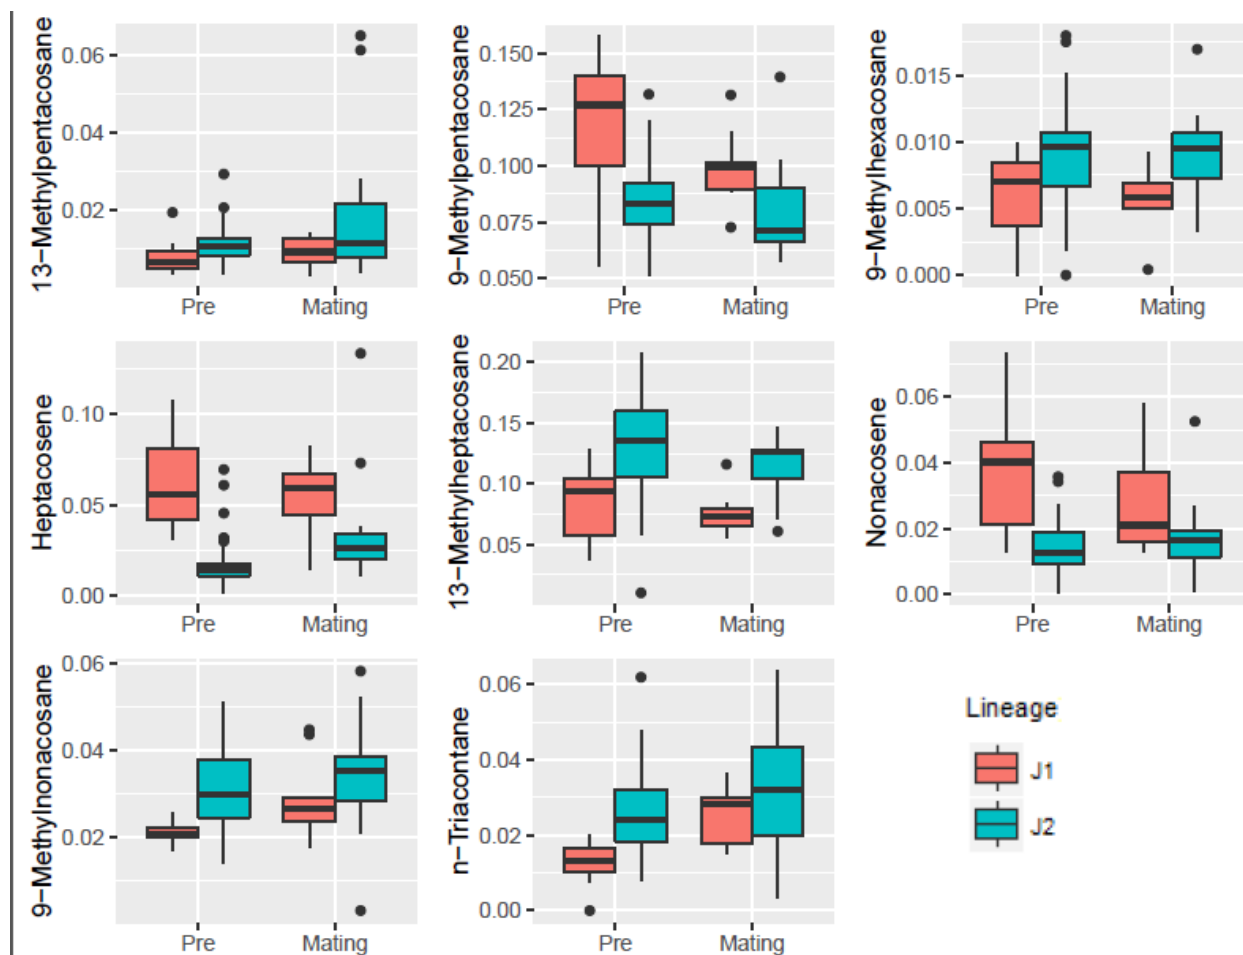 13−Methylpentacosane
0.06
0.04
0.02
Pre
Mating
9−Methylpentacosane
0.150
0.125
0.100
0.075
0.050
Pre
Mating
9−Methylhexacosane
0.015
0.010
0.005
0.000
Pre
Mating
Heptacosene
0.10
0.05
0.00
Pre
Mating
13−Methylheptacosane
0.20
0.15
0.10
0.05
Pre
Mating
Nonacosene
0.06
0.04
0.02
0.00
Pre
Mating
9−Methylnonacosane
0.06
0.04
0.02
Pre
Mating
n−Triacontane
0.06
0.04
0.02
0.00
Pre
Mating
Lineage
J1
J2